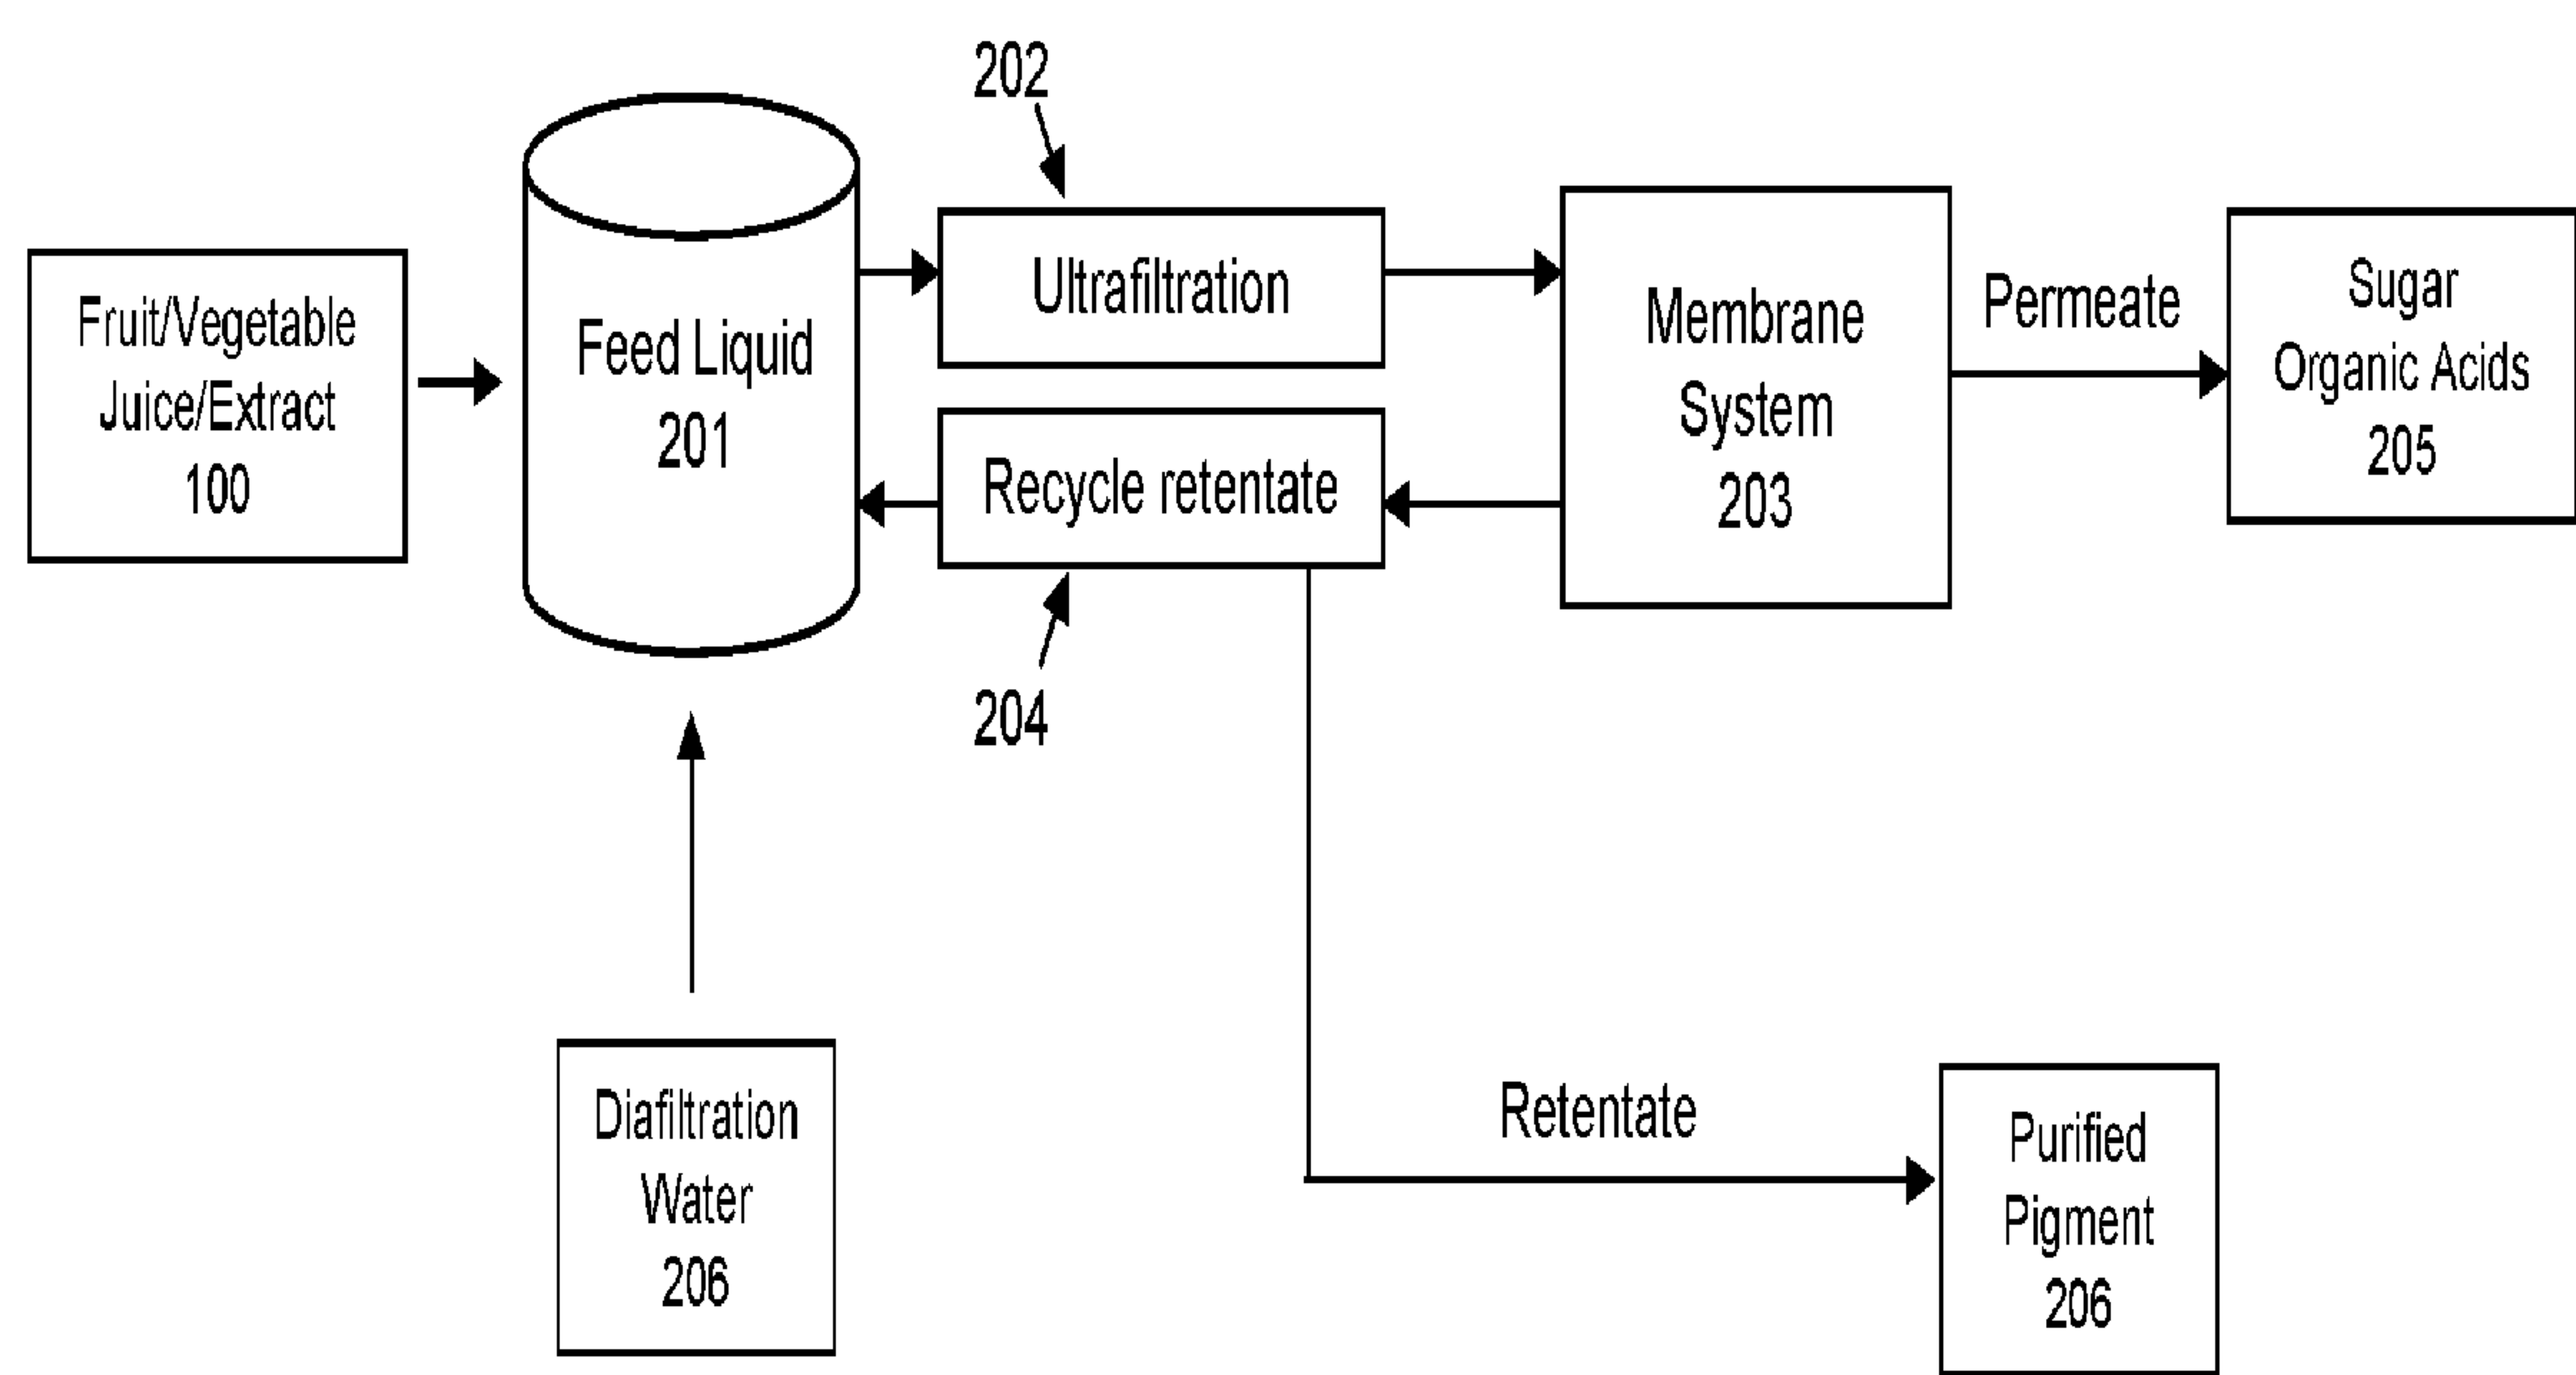 202
Fruit/Vegetable
Juice/Extract
100
Feed Liquid
201
Ultrafiltration
Recycle retentate
204
Membrane
System
203
Permeate
Sugar
Organic Acids
205
Diafiltration
Water
206
Retentate
Purified
Pigment
206